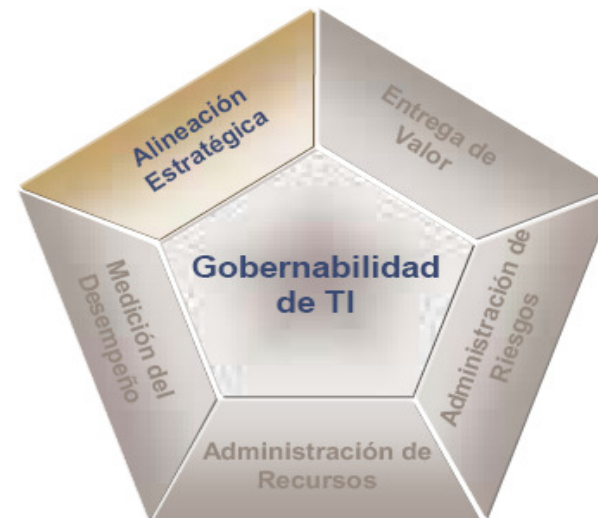 Alineación
Estratégica
Entrega de
Valor
Gobernabilidad
de TI
Medición del
Desempeño
Administración de
Riesgos
Administración de
Recursos